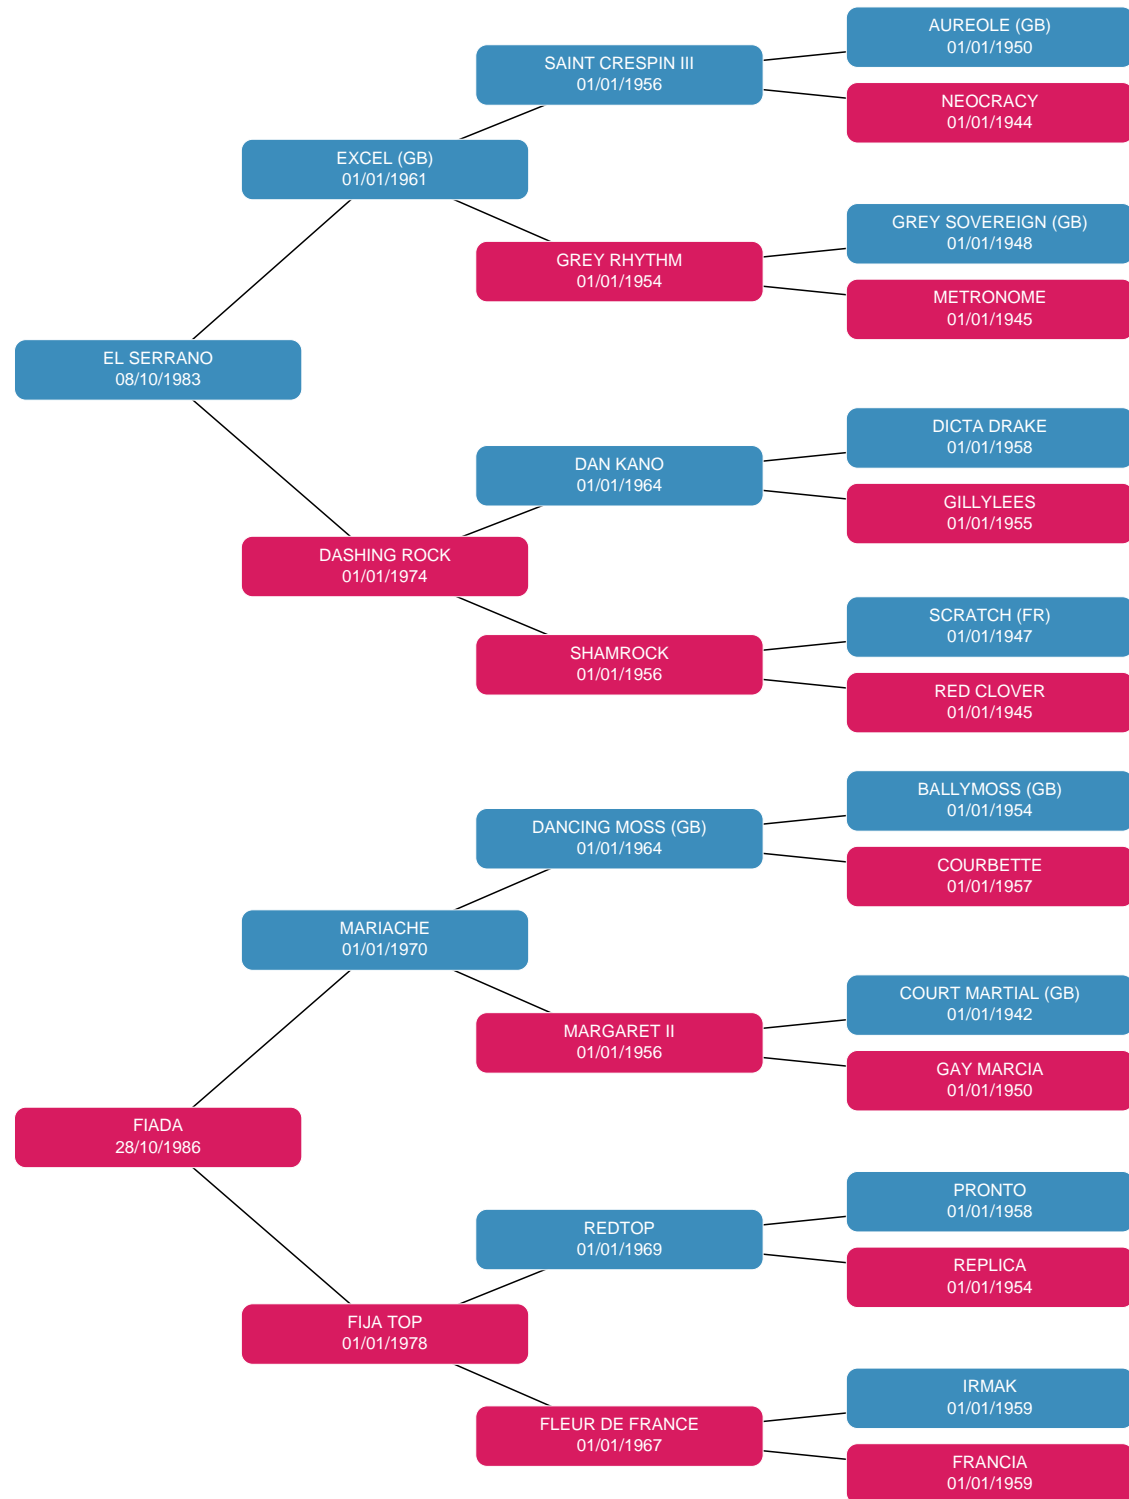 AUREOLE (GB)
01/01/1950
SAINT CRESPIN III
01/01/1956
NEOCRACY
01/01/1944
EXCEL (GB)
01/01/1961
GREY SOVEREIGN (GB)
01/01/1948
GREY RHYTHM
01/01/1954
METRONOME
01/01/1945
EL SERRANO
08/10/1983
DICTA DRAKE
01/01/1958
DAN KANO
01/01/1964
GILLYLEES
01/01/1955
DASHING ROCK
01/01/1974
SCRATCH (FR)
01/01/1947
SHAMROCK
01/01/1956
RED CLOVER
01/01/1945
BALLYMOSS (GB)
01/01/1954
DANCING MOSS (GB)
01/01/1964
COURBETTE
01/01/1957
MARIACHE
01/01/1970
COURT MARTIAL (GB)
01/01/1942
MARGARET II
01/01/1956
GAY MARCIA
01/01/1950
FIADA
28/10/1986
PRONTO
01/01/1958
REDTOP
01/01/1969
REPLICA
01/01/1954
FIJA TOP
01/01/1978
IRMAK
01/01/1959
FLEUR DE FRANCE
01/01/1967
FRANCIA
01/01/1959